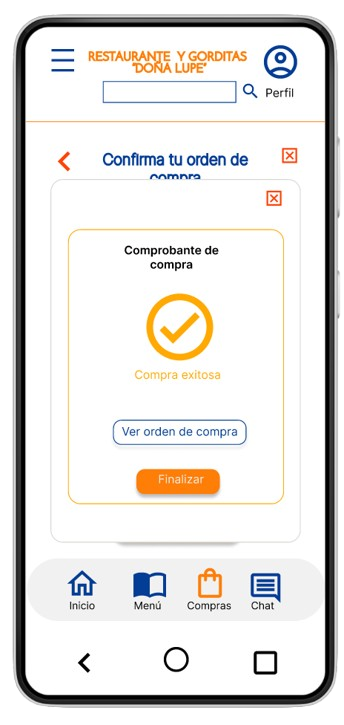 RESTAURANTE Y GORDITAS
"DOÑA LUPE"
Perfil
Confirma tu orden de
compra
Comprobante de
compra
Compra exitosa
Ver orden de compra
Finalizar
Inicio
Menú
Compras
Chat